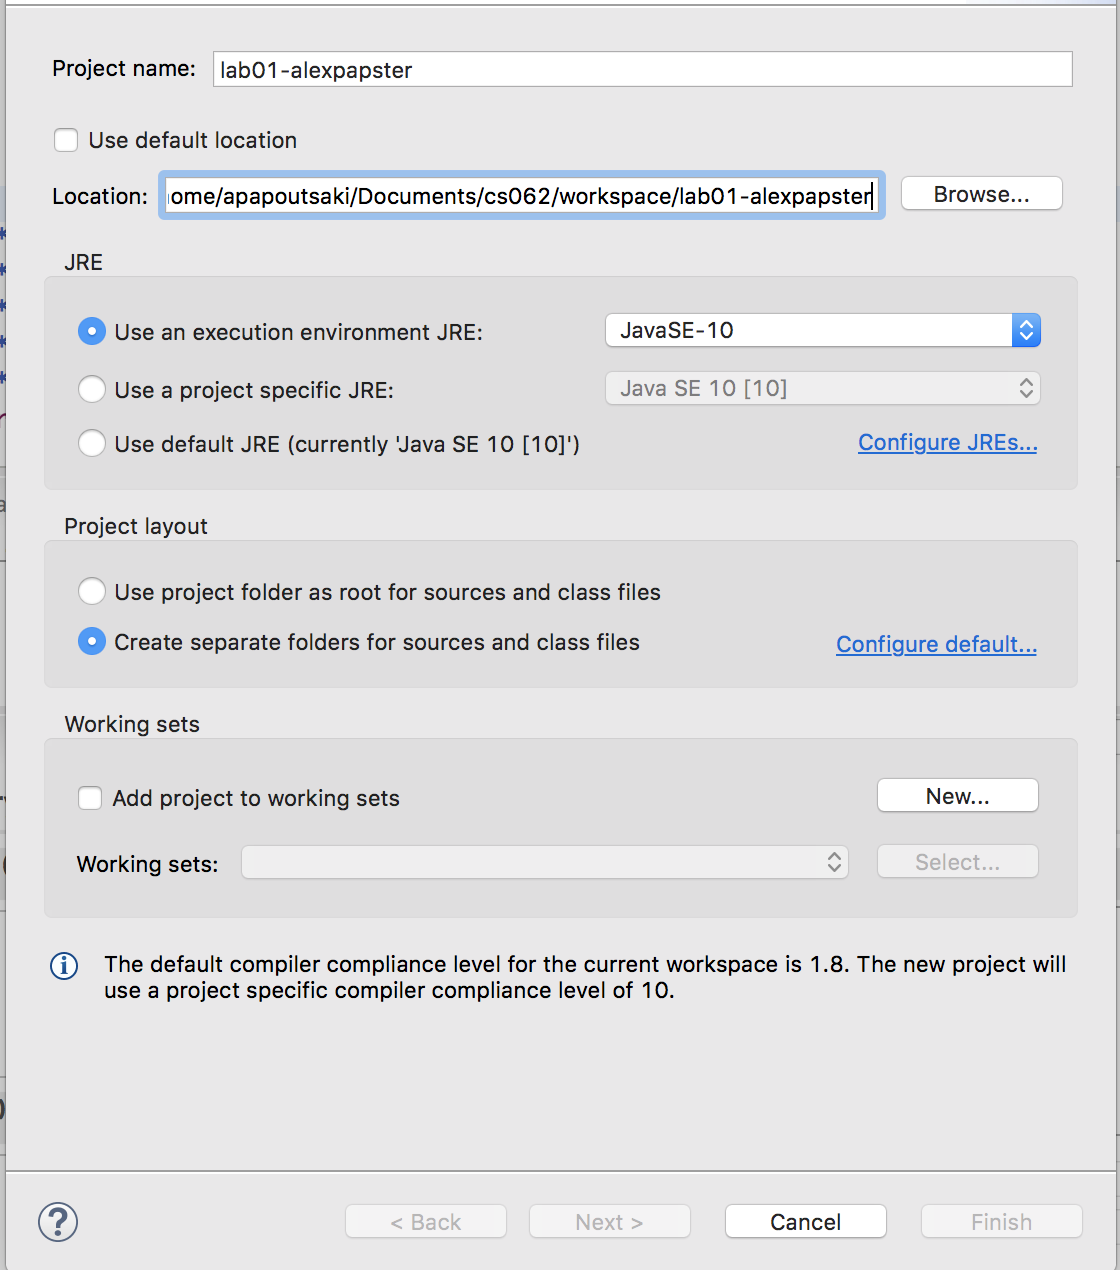 Project name: lab01-alexpapster
Use default location
Location: ome/apapoutsaki/Documents/cs062/workspace/lab01-alexpapster Browse...
JRE
Use an execution environment JRE: JavaSE-10
Use a project specific JRE: Java SE 10 [10]
Use default JRE (currently 'Java SE 10 [10]') Configure JREs...
Project layout
Use project folder as root for sources and class files
Create separate folders for sources and class files Configure default...
Working sets
Add project to working sets New...
Working sets: Select...
The default compiler compliance level for the current workspace is 1.8. The new project will
use a project specific compiler compliance level of 10.
? < Back Next > Cancel Finish